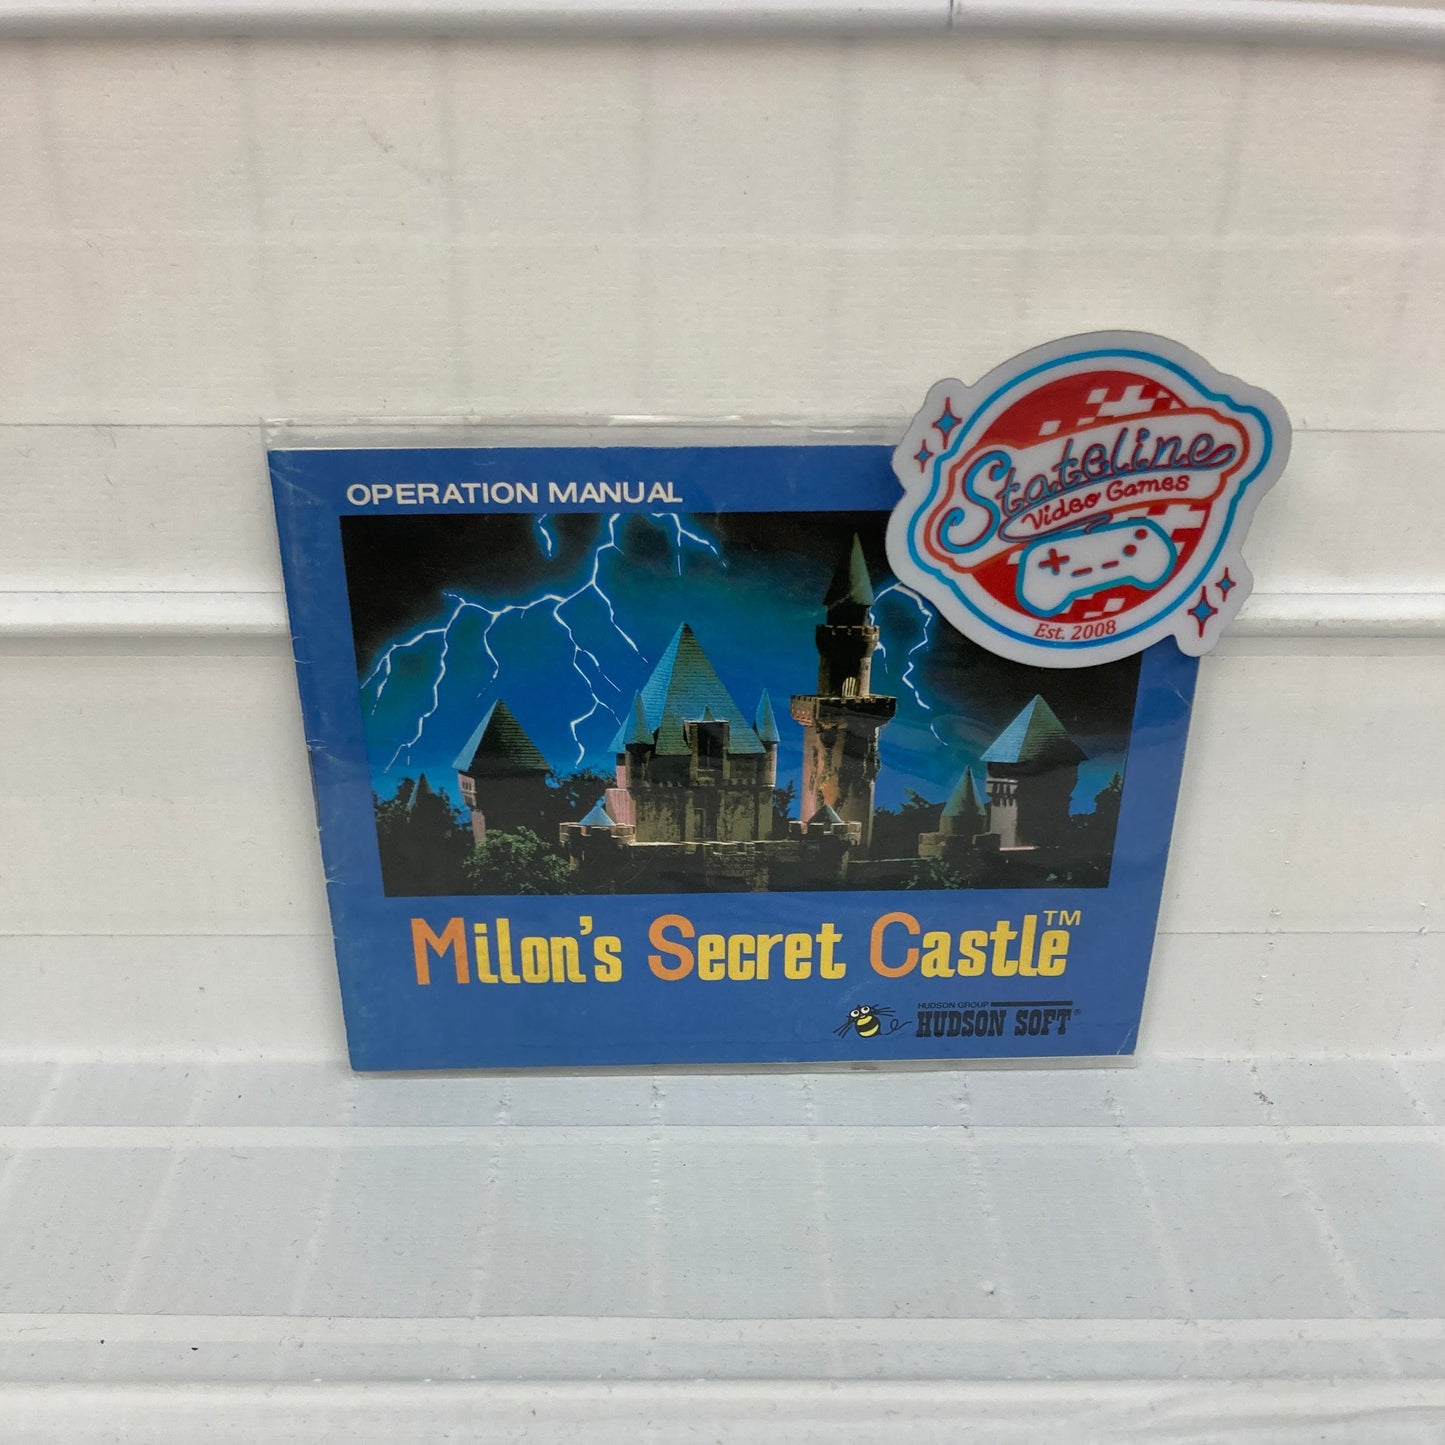 OPERATION MANUAL
Stateline
Video Games
Est. 2008
Milon's Secret Castle™
HUDSON GROUP
HUDSON SOFT®